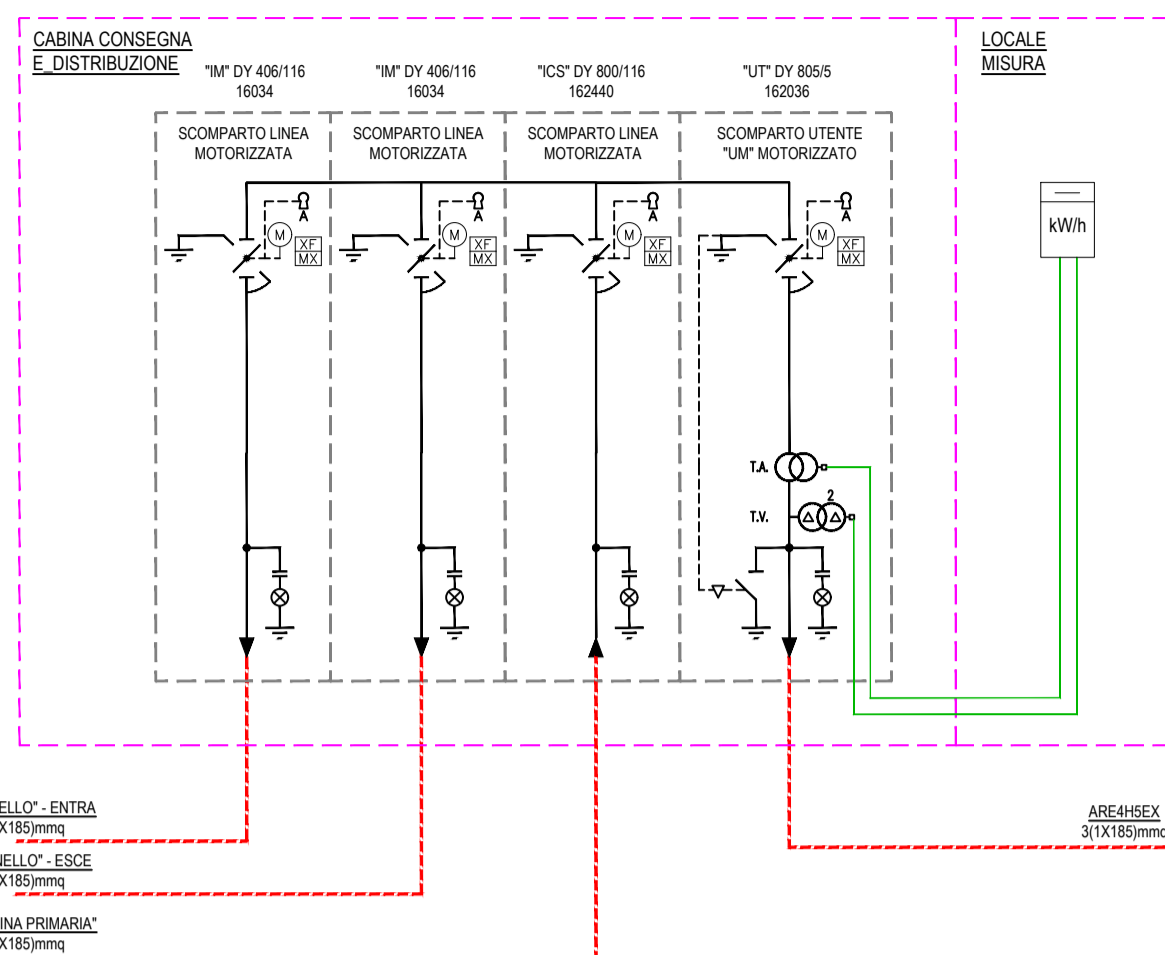 CABINA CONSEGNA
E_DISTRIBUZIONE
LOCALE
MISURA
"IM" DY 406/116
16034
"IM" DY 406/116
16034
"ICS" DY 800/116
162440
"UT" DY 805/5
162036
SCOMPARTO LINEA
MOTORIZZATA
SCOMPARTO LINEA
MOTORIZZATA
SCOMPARTO LINEA
MOTORIZZATA
SCOMPARTO UTENTE
"UM" MOTORIZZATO
A
M
XF
MX
A
M
XF
MX
A
M
XF
MX
A
M
XF
MX
kW/h
T.A.
2
T.V.
ELLO" - ENTRA
X185)mmq
NELLO" - ESCE
X185)mmq
INA PRIMARIA"
X185)mmq
ARE4H5EX
3(1X185)mmq